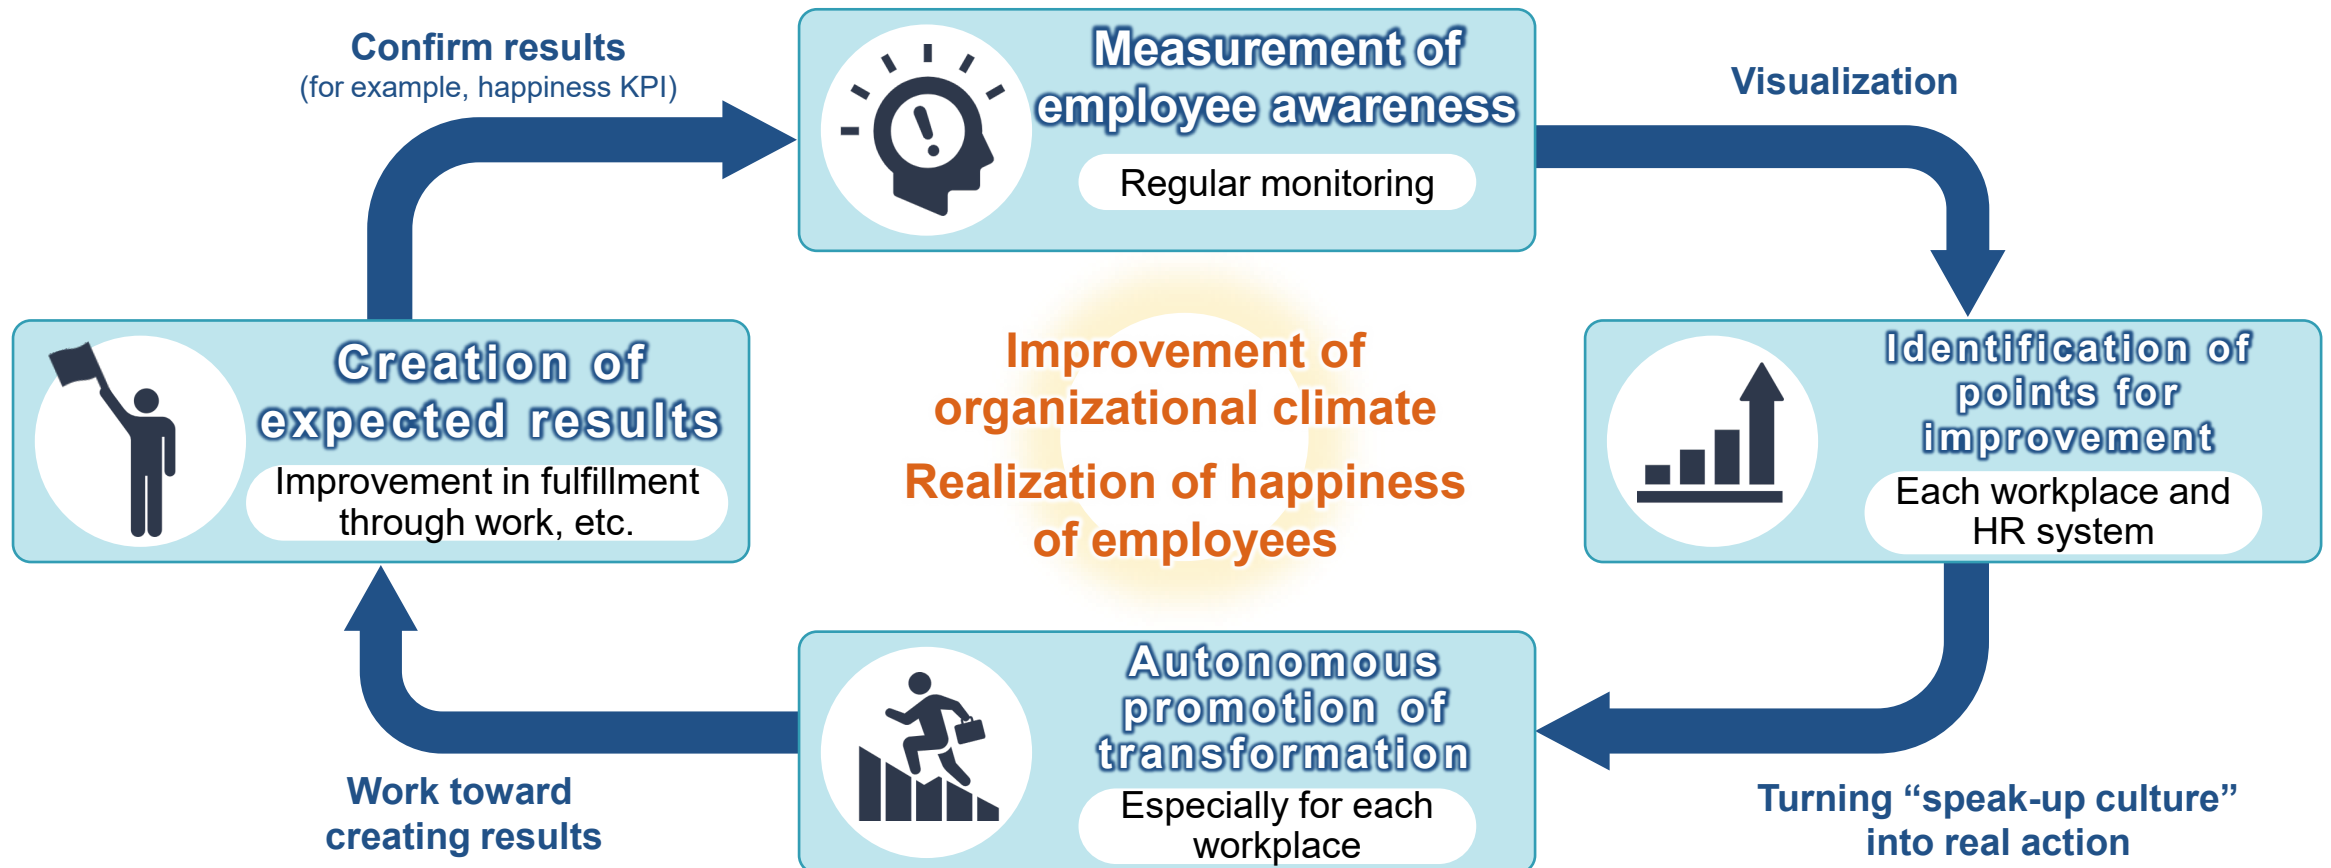 Confirm results
(for example, happiness KPI)
Measurement of
employee awareness
Regular monitoring
Visualization
Creation of
expected results
Improvement in fulfillment
through work, etc.
Improvement of
organizational climate
Realization of happiness
of employees
Identification of
points for
improvement
Each workplace and
HR system
Work toward
creating results
Autonomous
promotion of
transformation
Especially for each
workplace
Turning “speak-up culture”
into real action